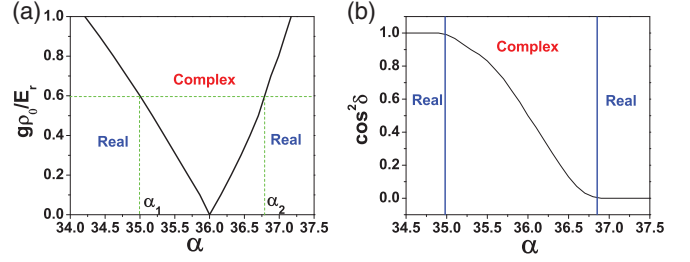 (a)
gρ₀/Eᵣ
1.0
0.8
0.6
0.4
0.2
0.0
Complex
Real
Real
α₁
α₂
34.0 34.5 35.0 35.5 36.0 36.5 37.0 37.5
α
(b)
cos²δ
1.0
0.8
0.6
0.4
0.2
0.0
Complex
Real
Real
34.5 35.0 35.5 36.0 36.5 37.0 37.5
α